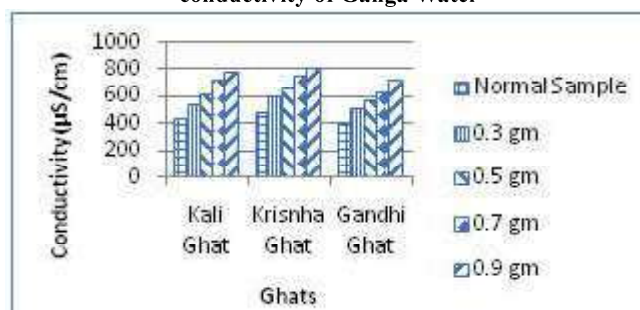 conductivity of Ganga Water
1000
800
600
400
200
0
Conductivity (µS/cm)
Kali Ghat
Krisnha Ghat
Gandhi Ghat
Ghats
Normal Sample
0.3 gm
0.5 gm
0.7 gm
0.9 gm